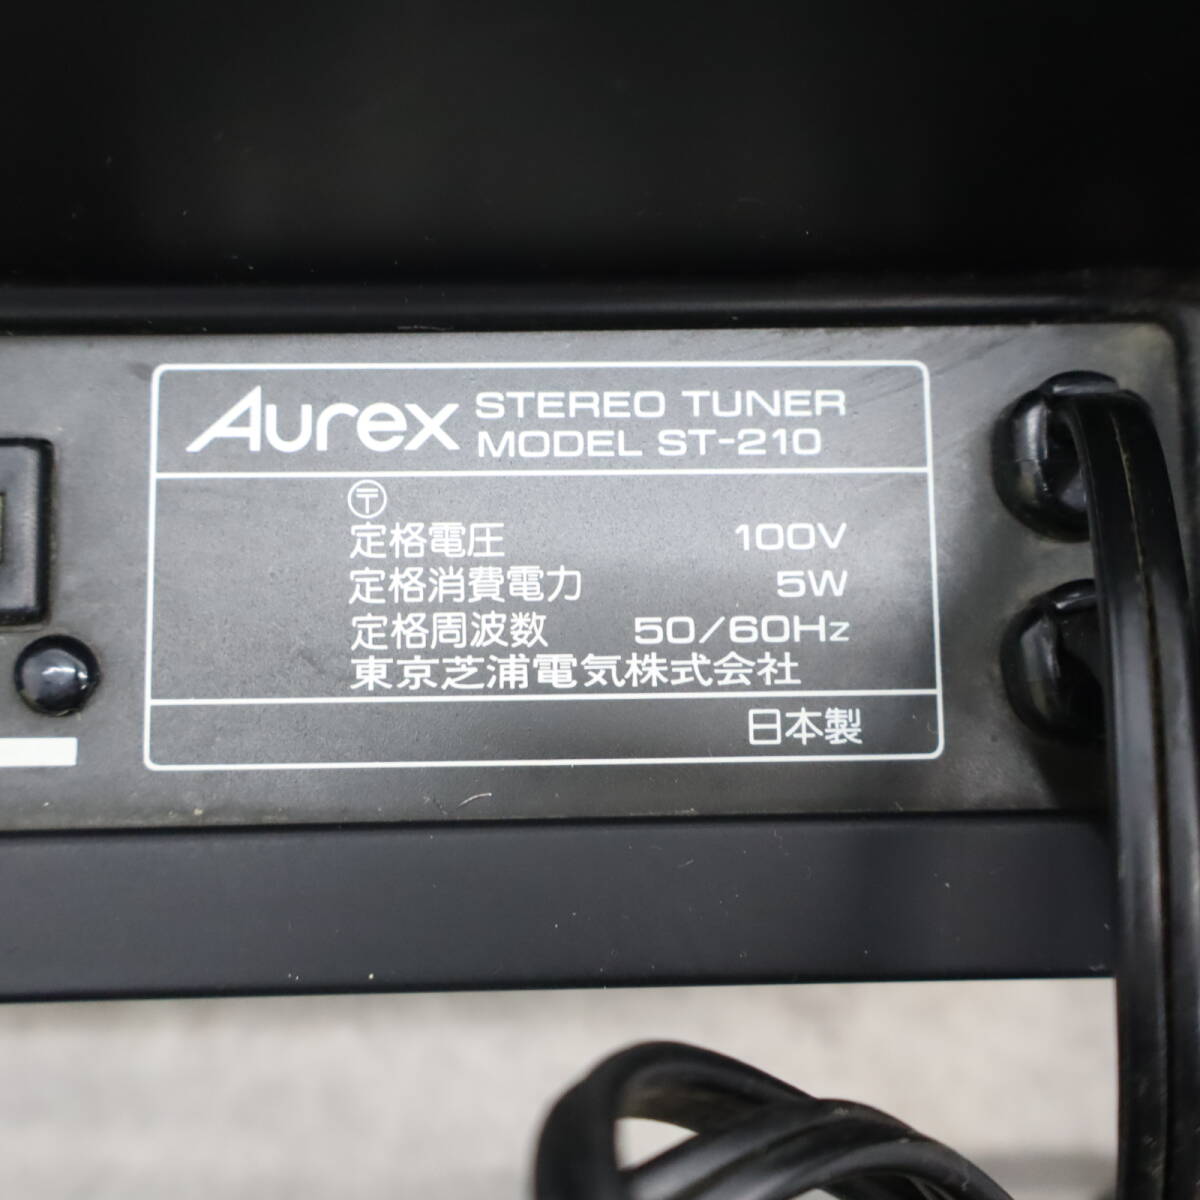 Aurex STEREO TUNER
MODEL ST-210
〒
定格電圧 100V
定格消費電力 5W
定格周波数 50/60Hz
東京芝浦電気株式会社
日本製